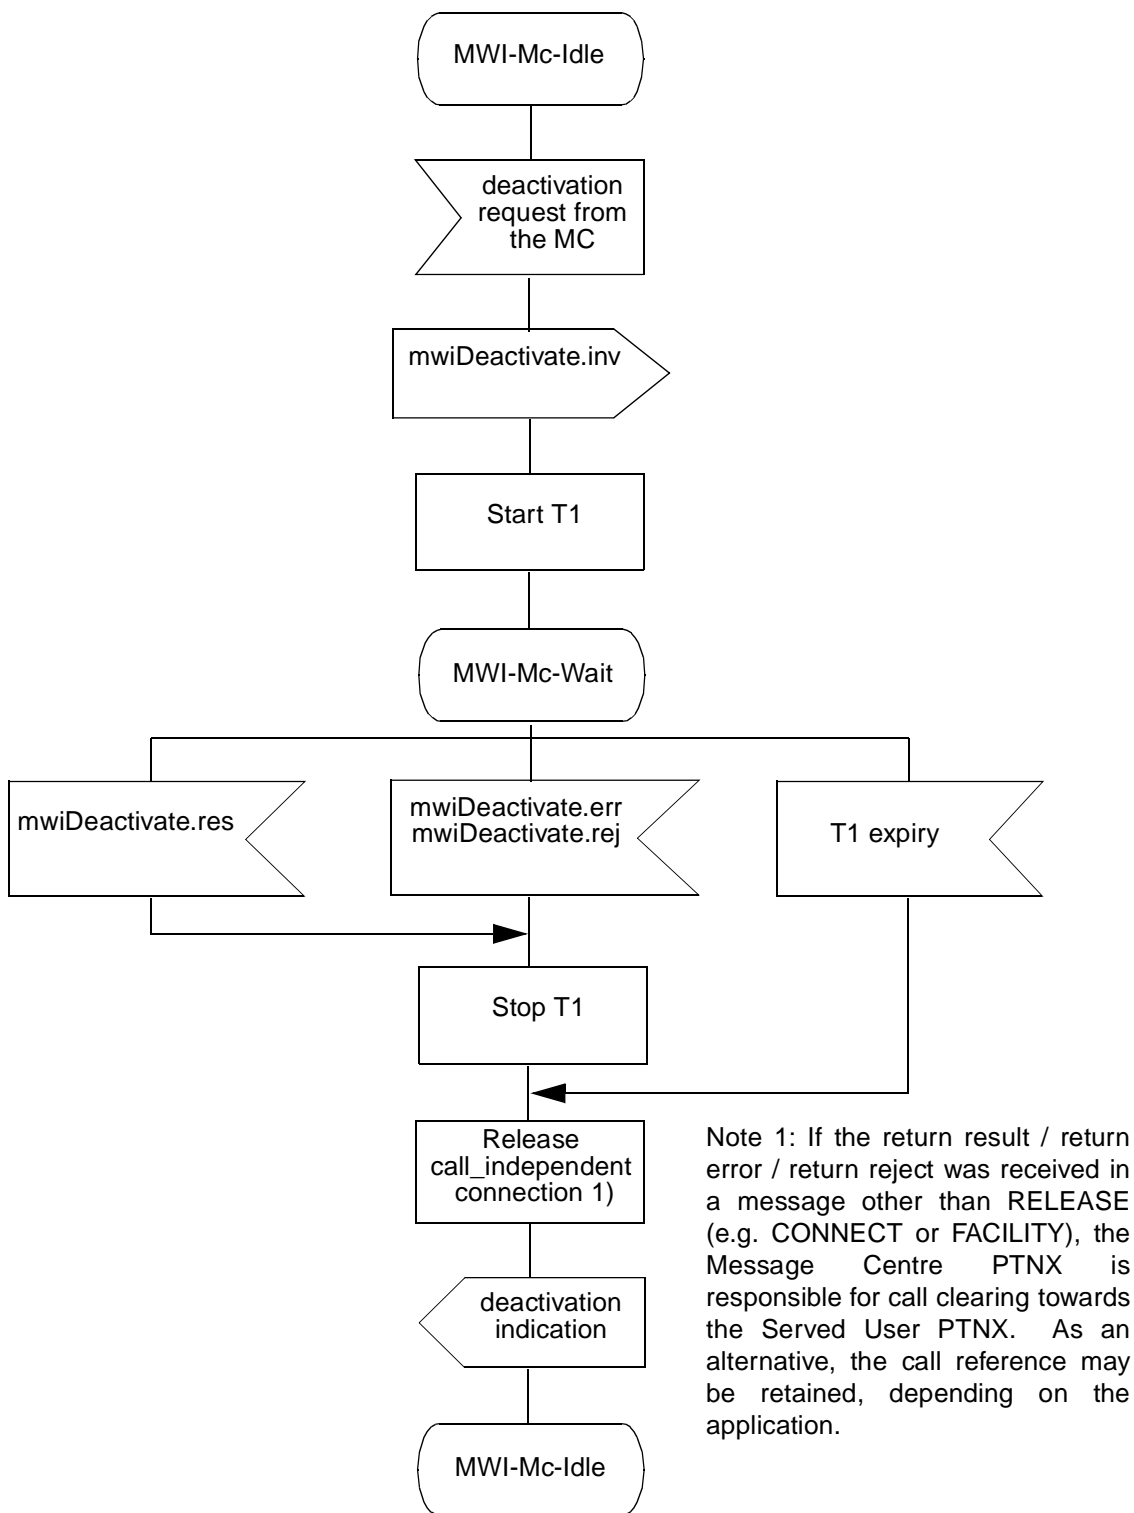 MWI-Mc-Idle
deactivation
request from
the MC
mwiDeactivate.inv
Start T1
MWI-Mc-Wait
mwiDeactivate.res
mwiDeactivate.err
mwiDeactivate.rej
T1 expiry
Stop T1
Release
call_independent
connection 1)
Note 1: If the return result / return
error / return reject was received in
a message other than RELEASE
(e.g. CONNECT or FACILITY), the
Message Centre PTNX is
responsible for call clearing towards
the Served User PTNX. As an
alternative, the call reference may
be retained, depending on the
application.
deactivation
indication
MWI-Mc-Idle